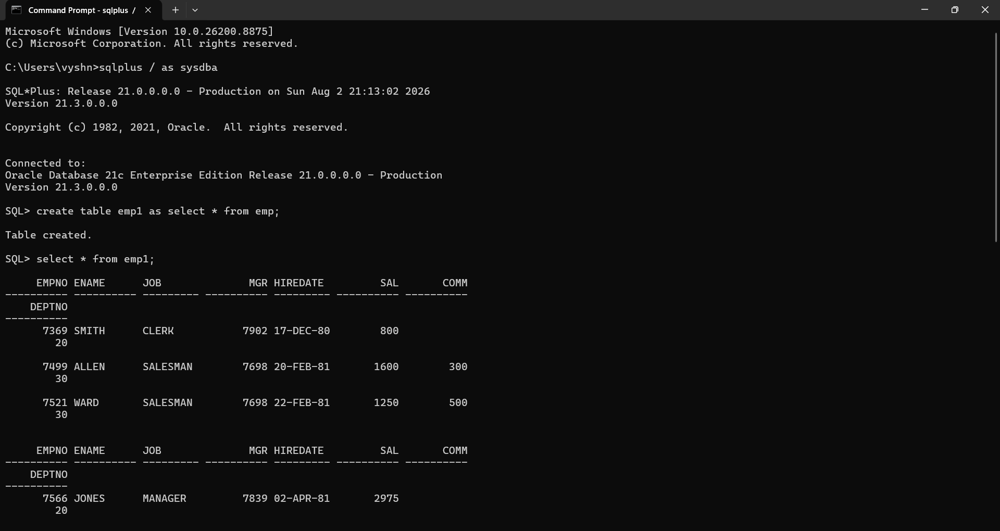 Command Prompt - sqlplus /
Microsoft Windows [Version 10.0.26200.8875]
(c) Microsoft Corporation. All rights reserved.
C:\Users\vyshn>sqlplus / as sysdba
SQL*Plus: Release 21.0.0.0.0 - Production on Sun Aug 2 21:13:02 2026
Version 21.3.0.0.0
Copyright (c) 1982, 2021, Oracle.  All rights reserved.
Connected to:
Oracle Database 21c Enterprise Edition Release 21.0.0.0.0 - Production
Version 21.3.0.0.0
SQL> create table emp1 as select * from emp;
Table created.
SQL> select * from emp1;
     EMPNO ENAME      JOB              MGR HIREDATE         SAL       COMM
---------- ---------- --------- ---------- --------- ---------- ----------
    DEPTNO
----------
      7369 SMITH      CLERK           7902 17-DEC-80        800
        20
      7499 ALLEN      SALESMAN        7698 20-FEB-81       1600        300
        30
      7521 WARD       SALESMAN        7698 22-FEB-81       1250        500
        30
     EMPNO ENAME      JOB              MGR HIREDATE         SAL       COMM
---------- ---------- --------- ---------- --------- ---------- ----------
    DEPTNO
----------
      7566 JONES      MANAGER         7839 02-APR-81       2975
        20